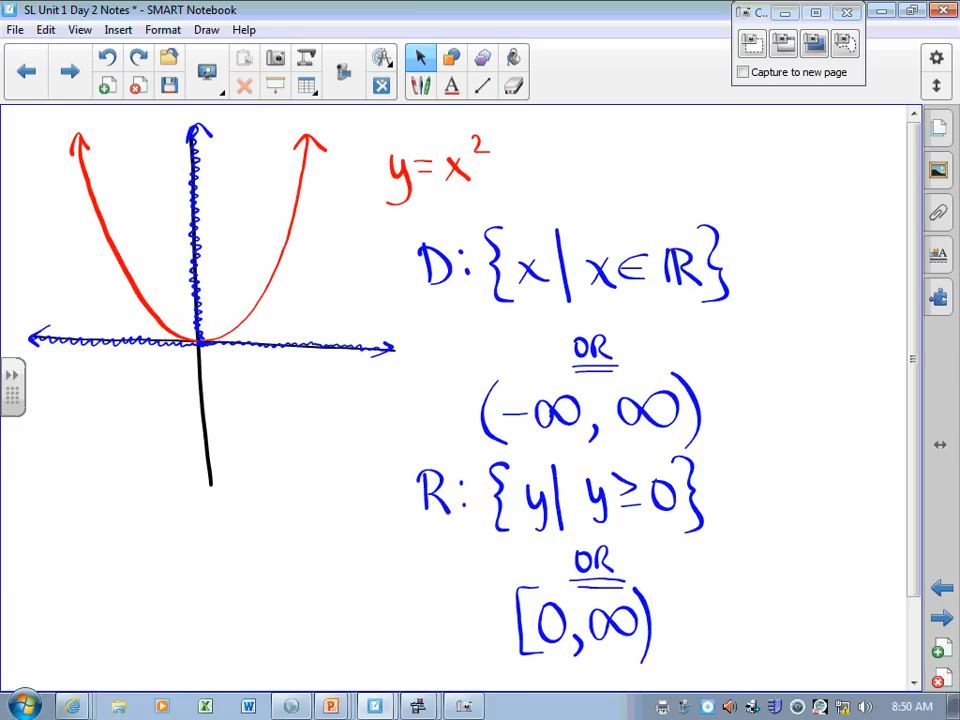 SL Unit 1 Day 2 Notes * - SMART Notebook
C..
File Edit View Insert Format Draw Help
Capture to new page
y = x²
D: {x | x ∈ ℝ}
OR
(-∞, ∞)
R: {y | y ≥ 0}
OR
[0, ∞)
8:50 AM